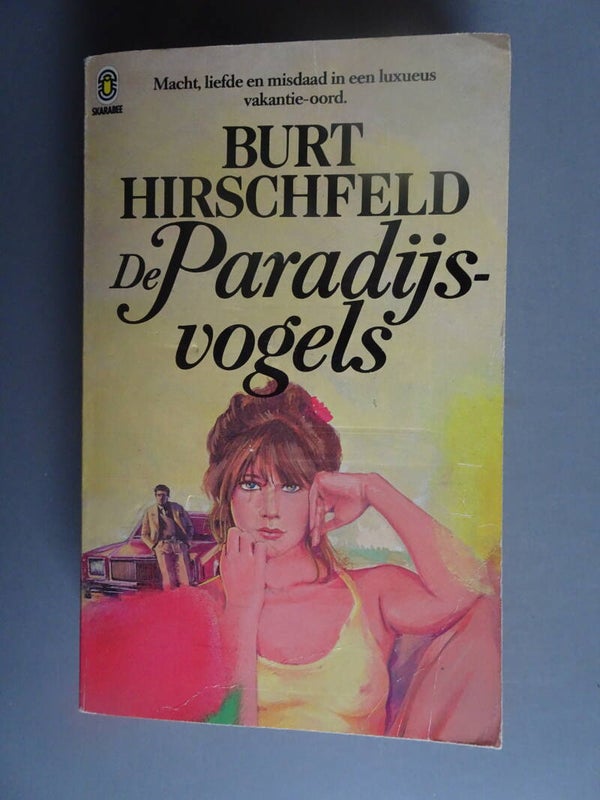 SKARABEE
Macht, liefde en misdaad in een luxueus
vakantie-oord.
BURT
HIRSCHFELD
De Paradijs-
vogels